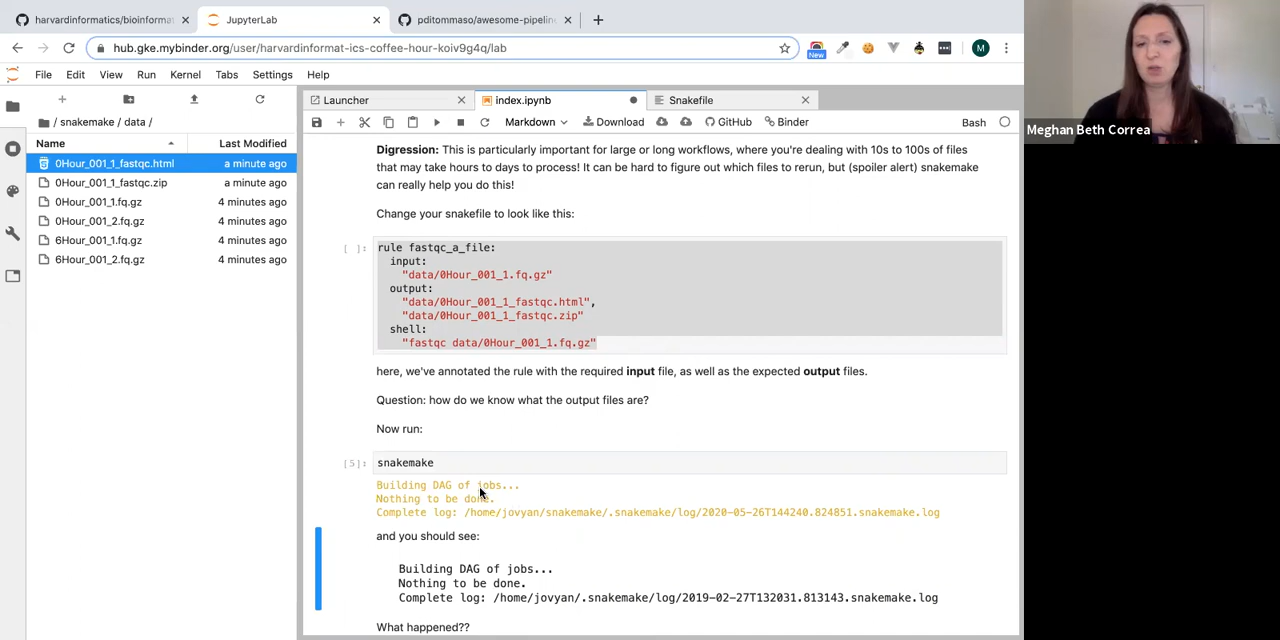 harvardinformatics/bioinformat
JupyterLab
pditommaso/awesome-pipeline
hub.gke.mybinder.org/user/harvardinformat-ics-coffee-hour-koiv9g4q/lab
New
M
File Edit View Run Kernel Tabs Settings Help
/ snakemake / data /
Name Last Modified
0Hour_001_1_fastqc.html a minute ago
0Hour_001_1_fastqc.zip a minute ago
0Hour_001_1.fq.gz 4 minutes ago
0Hour_001_2.fq.gz 4 minutes ago
6Hour_001_1.fq.gz 4 minutes ago
6Hour_001_2.fq.gz 4 minutes ago
Launcher
index.ipynb
Snakefile
Markdown Download GitHub Binder Bash
Digression: This is particularly important for large or long workflows, where you're dealing with 10s to 100s of files
that may take hours to days to process! It can be hard to figure out which files to rerun, but (spoiler alert) snakemake
can really help you do this!
Change your snakefile to look like this:
[ ]: rule fastqc_a_file:
input:
"data/0Hour_001_1.fq.gz"
output:
"data/0Hour_001_1_fastqc.html",
"data/0Hour_001_1_fastqc.zip"
shell:
"fastqc data/0Hour_001_1.fq.gz"
here, we've annotated the rule with the required input file, as well as the expected output files.
Question: how do we know what the output files are?
Now run:
[5]: snakemake
Building DAG of jobs...
Nothing to be done.
Complete log: /home/jovyan/snakemake/.snakemake/log/2020-05-26T144240.824851.snakemake.log
and you should see:
Building DAG of jobs...
Nothing to be done.
Complete log: /home/jovyan/.snakemake/log/2019-02-27T132031.813143.snakemake.log
What happened??
Meghan Beth Correa